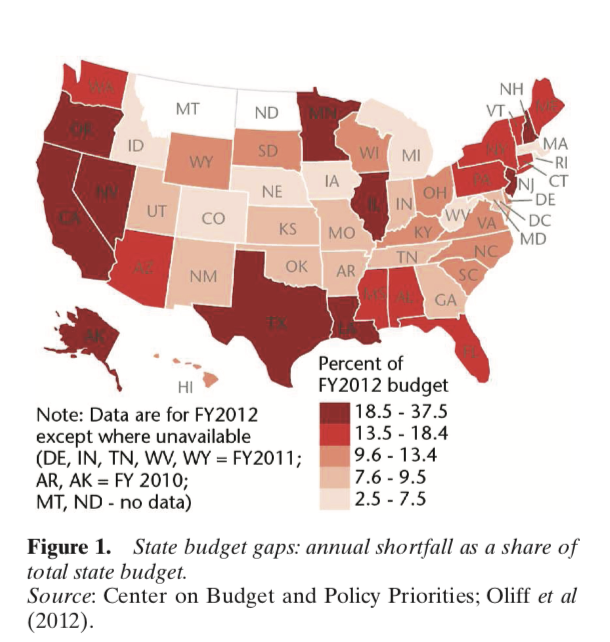 WA
MT
ND
MN
OR
ID
WY
SD
WI
MI
NH
VT
ME
NY
MA
RI
CT
NV
UT
CO
NE
IA
IL
IN
OH
PA
NJ
DE
DC
MD
WV
VA
CA
KS
MO
KY
NC
TN
AZ
NM
OK
AR
SC
MS
AL
GA
TX
LA
FL
AK
HI
Percent of
FY2012 budget
18.5 - 37.5
13.5 - 18.4
9.6 - 13.4
7.6 - 9.5
2.5 - 7.5
Note: Data are for FY2012
except where unavailable
(DE, IN, TN, WV, WY = FY2011;
AR, AK = FY 2010;
MT, ND - no data)
Figure 1. State budget gaps: annual shortfall as a share of
total state budget.
Source: Center on Budget and Policy Priorities; Oliff et al
(2012).